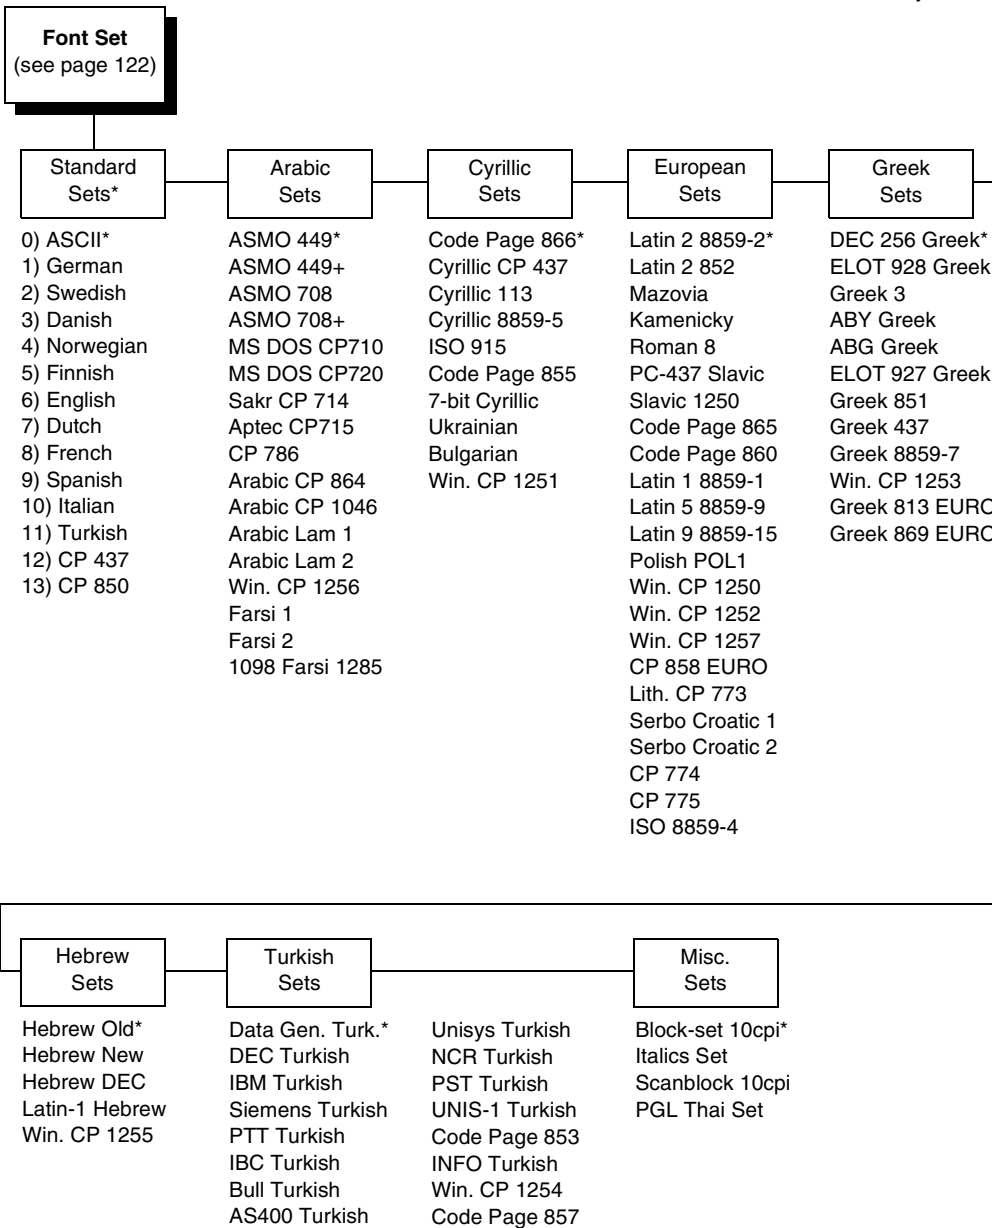 Font Set
(see page 122)
Standard
Sets*
0) ASCII*
1) German
2) Swedish
3) Danish
4) Norwegian
5) Finnish
6) English
7) Dutch
8) French
9) Spanish
10) Italian
11) Turkish
12) CP 437
13) CP 850
Arabic
Sets
ASMO 449*
ASMO 449+
ASMO 708
ASMO 708+
MS DOS CP710
MS DOS CP720
Sakr CP 714
Aptec CP715
CP 786
Arabic CP 864
Arabic CP 1046
Arabic Lam 1
Arabic Lam 2
Win. CP 1256
Farsi 1
Farsi 2
1098 Farsi 1285
Cyrillic
Sets
Code Page 866*
Cyrillic CP 437
Cyrillic 113
Cyrillic 8859-5
ISO 915
Code Page 855
7-bit Cyrillic
Ukrainian
Bulgarian
Win. CP 1251
European
Sets
Latin 2 8859-2*
Latin 2 852
Mazovia
Kamenicky
Roman 8
PC-437 Slavic
Slavic 1250
Code Page 865
Code Page 860
Latin 1 8859-1
Latin 5 8859-9
Latin 9 8859-15
Polish POL1
Win. CP 1250
Win. CP 1252
Win. CP 1257
CP 858 EURO
Lith. CP 773
Serbo Croatic 1
Serbo Croatic 2
CP 774
CP 775
ISO 8859-4
Greek
Sets
DEC 256 Greek*
ELOT 928 Greek
Greek 3
ABY Greek
ABG Greek
ELOT 927 Greek
Greek 851
Greek 437
Greek 8859-7
Win. CP 1253
Greek 813 EURO
Greek 869 EURO
Hebrew
Sets
Hebrew Old*
Hebrew New
Hebrew DEC
Latin-1 Hebrew
Win. CP 1255
Turkish
Sets
Data Gen. Turk.*
DEC Turkish
IBM Turkish
Siemens Turkish
PTT Turkish
IBC Turkish
Bull Turkish
AS400 Turkish
Unisys Turkish
NCR Turkish
PST Turkish
UNIS-1 Turkish
Code Page 853
INFO Turkish
Win. CP 1254
Code Page 857
Misc.
Sets
Block-set 10cpi*
Italics Set
Scanblock 10cpi
PGL Thai Set